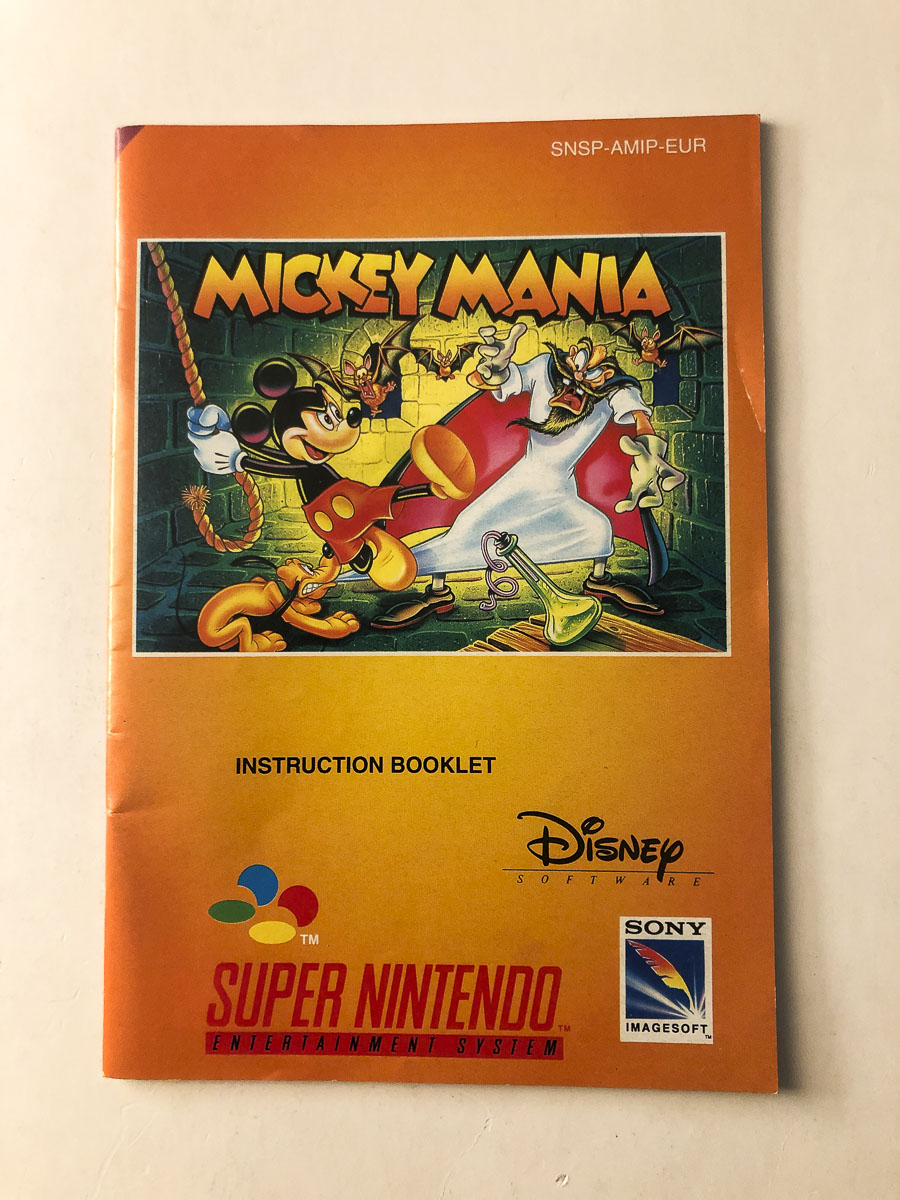 SNSP-AMIP-EUR
MICKEY MANIA
INSTRUCTION BOOKLET
Disney
SOFTWARE
TM
SUPER NINTENDO TM
ENTERTAINMENT SYSTEM
SONY
IMAGESOFT TM